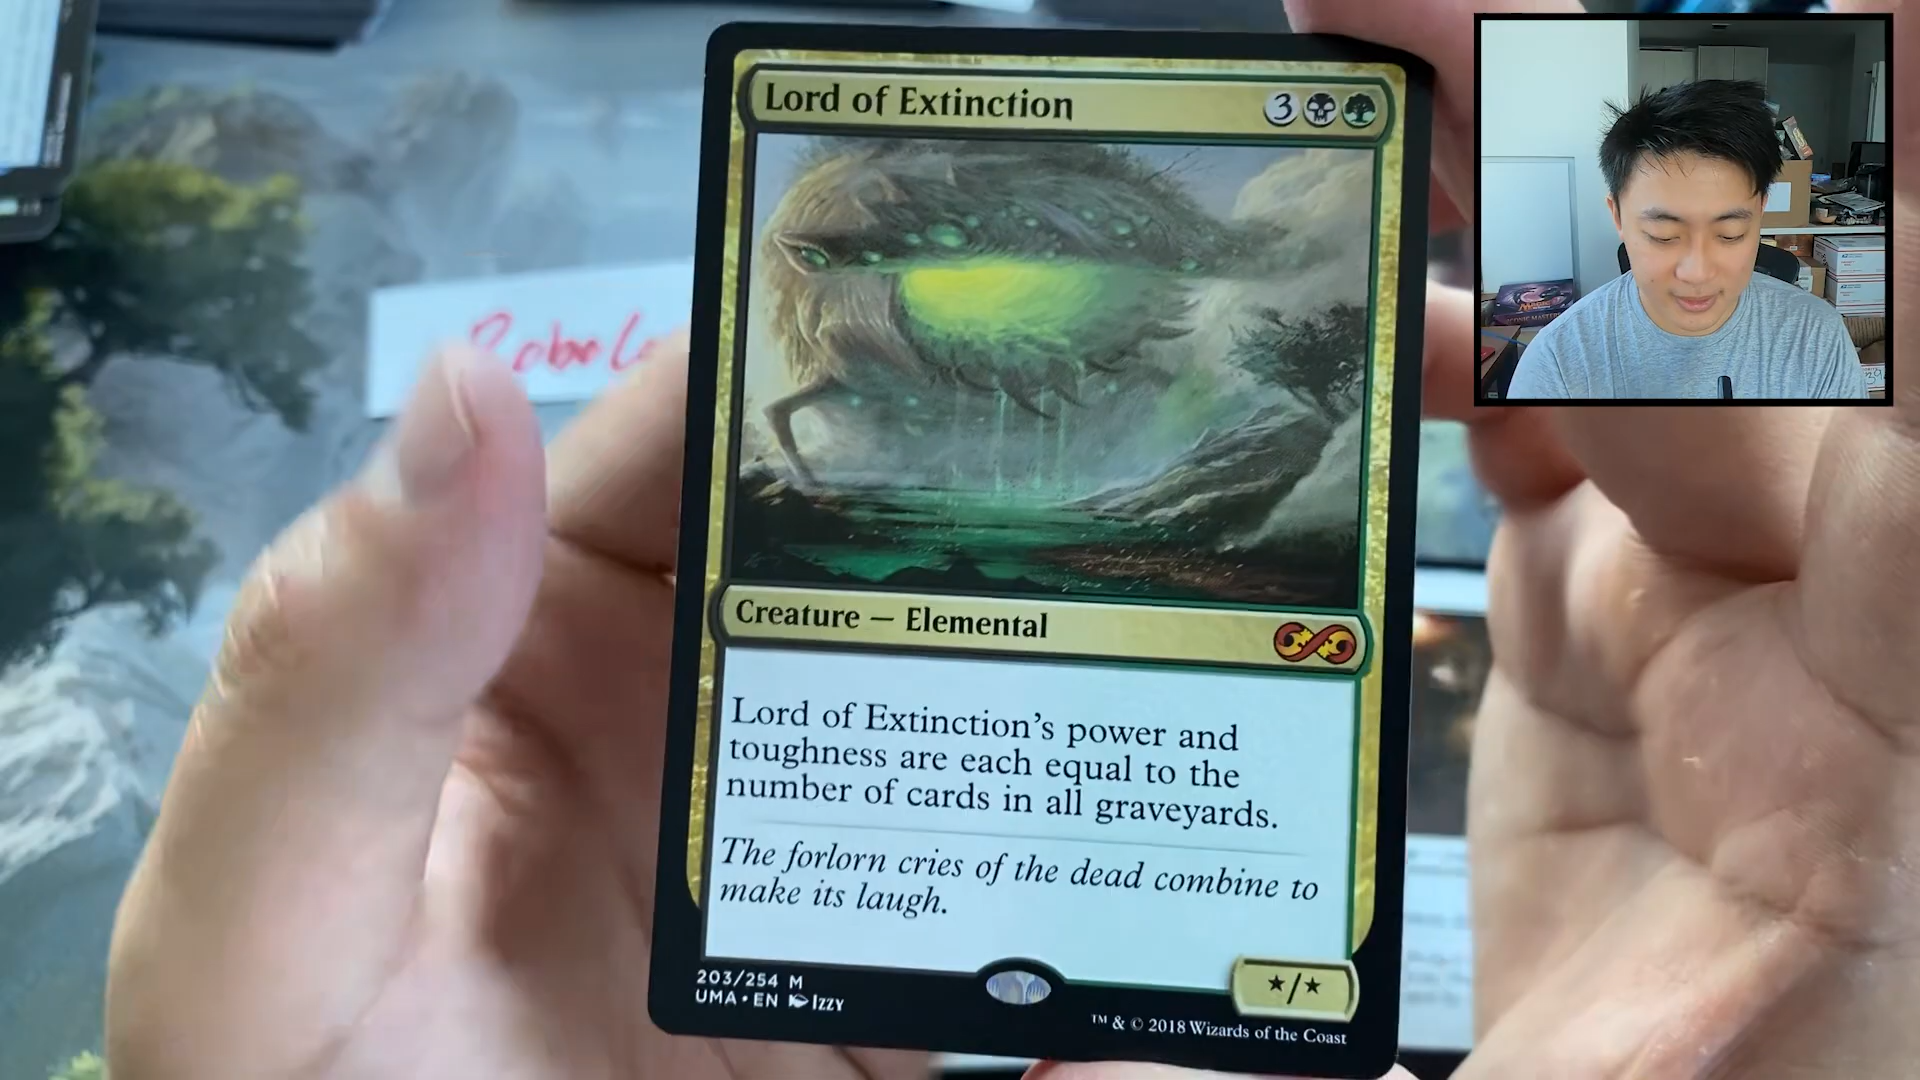 Lord of Extinction 3
Creature — Elemental
Lord of Extinction's power and
toughness are each equal to the
number of cards in all graveyards.
The forlorn cries of the dead combine to
make its laugh.
203/254 M
UMA • EN Izzy
★/★
™ & © 2018 Wizards of the Coast